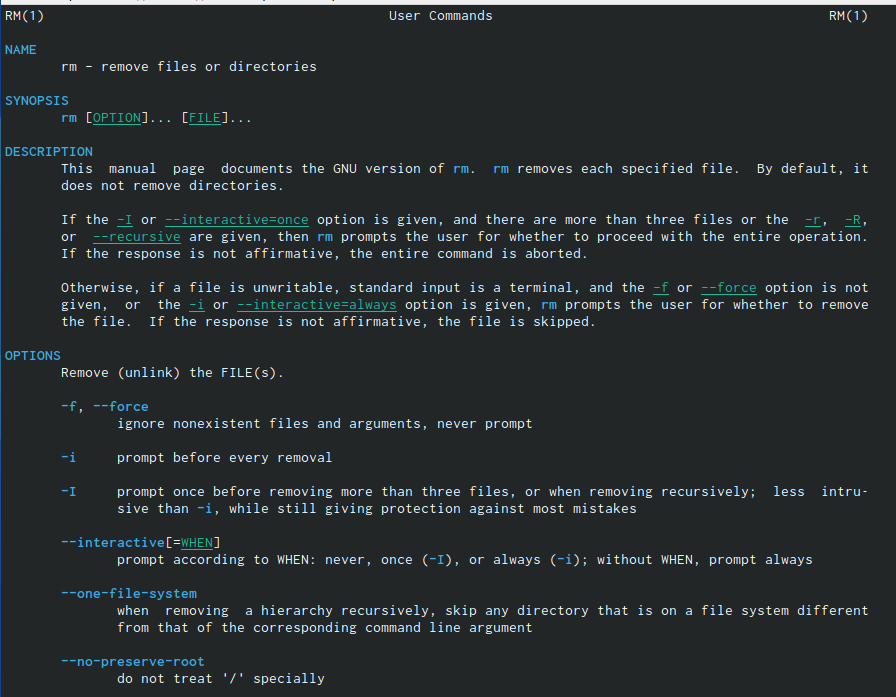 RM(1) User Commands RM(1)
NAME
rm - remove files or directories
SYNOPSIS
rm [OPTION]... [FILE]...
DESCRIPTION
This manual page documents the GNU version of rm. rm removes each specified file. By default, it
does not remove directories.
If the -I or --interactive=once option is given, and there are more than three files or the -r, -R,
or --recursive are given, then rm prompts the user for whether to proceed with the entire operation.
If the response is not affirmative, the entire command is aborted.
Otherwise, if a file is unwritable, standard input is a terminal, and the -f or --force option is not
given, or the -i or --interactive=always option is given, rm prompts the user for whether to remove
the file. If the response is not affirmative, the file is skipped.
OPTIONS
Remove (unlink) the FILE(s).
-f, --force
ignore nonexistent files and arguments, never prompt
-i prompt before every removal
-I prompt once before removing more than three files, or when removing recursively; less intru-
sive than -i, while still giving protection against most mistakes
--interactive[=WHEN]
prompt according to WHEN: never, once (-I), or always (-i); without WHEN, prompt always
--one-file-system
when removing a hierarchy recursively, skip any directory that is on a file system different
from that of the corresponding command line argument
--no-preserve-root
do not treat '/' specially